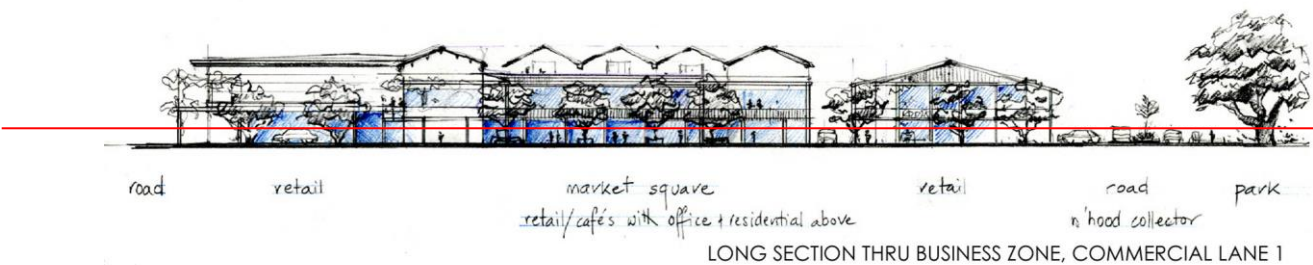 road retail market square retail road park
retail/cafés with office + residential above n'hood collector
LONG SECTION THRU BUSINESS ZONE, COMMERCIAL LANE 1